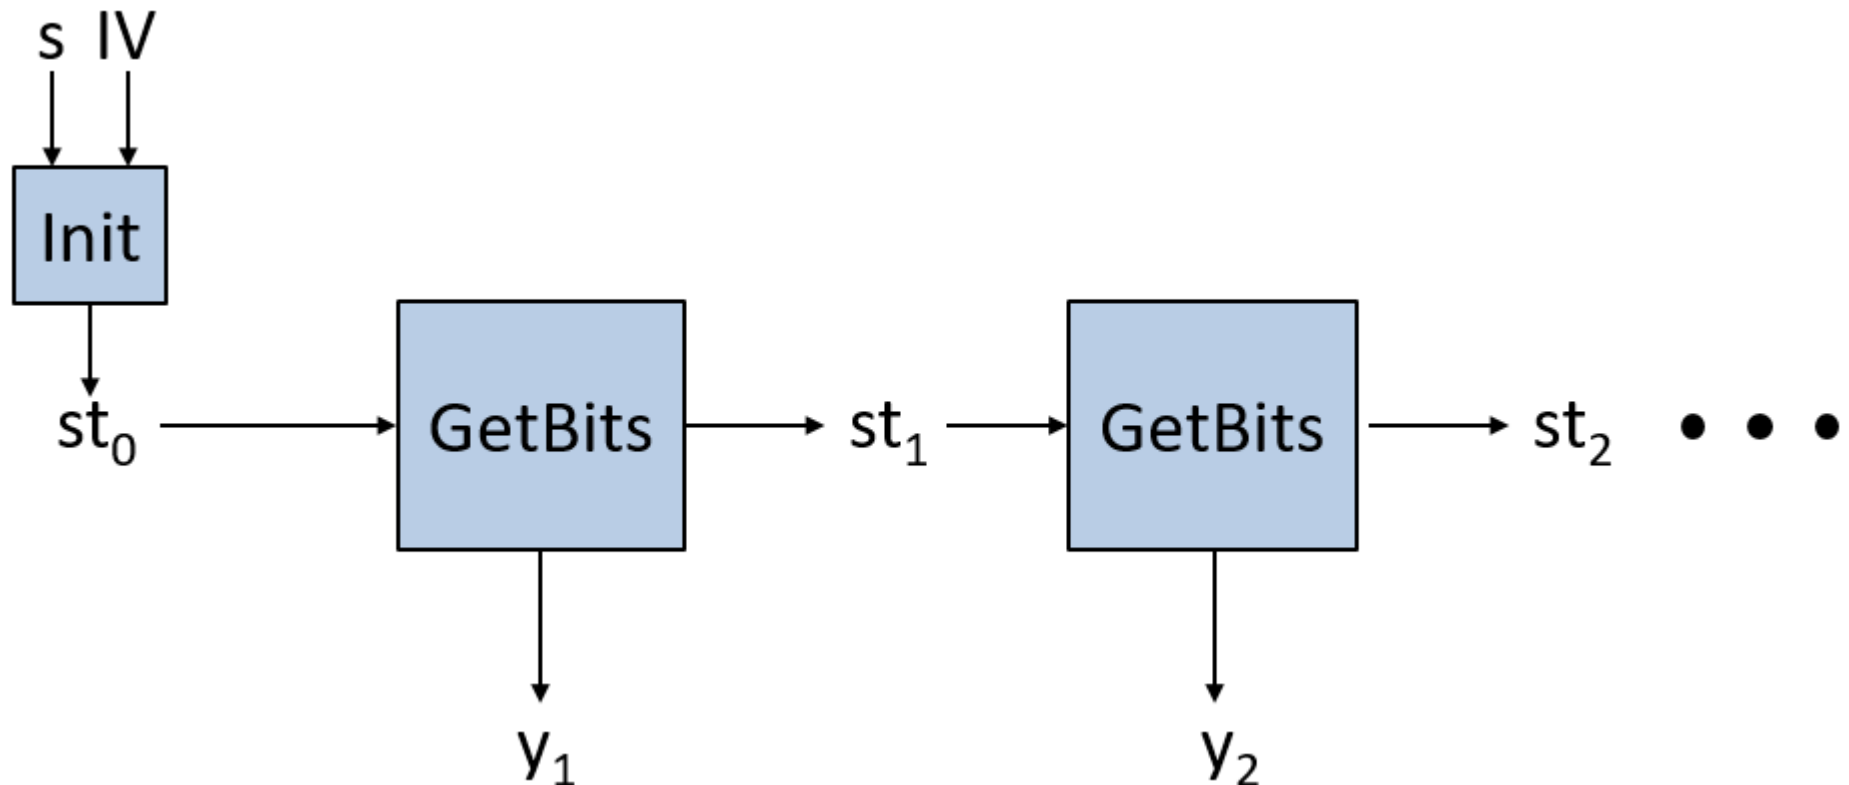 s IV
Init
st₀ GetBits st₁ GetBits st₂ • • •
y₁ y₂